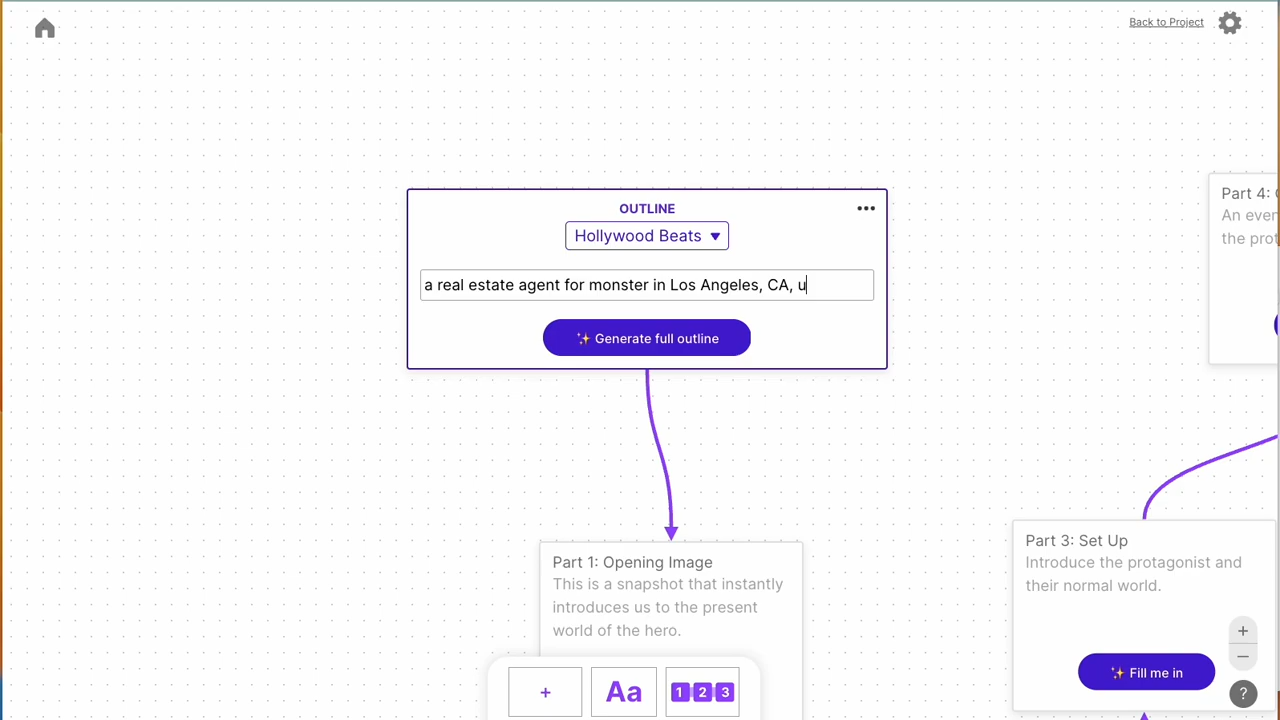 Back to Project
OUTLINE
•••
Hollywood Beats
a real estate agent for monster in Los Angeles, CA, u
Generate full outline
Part 4:
An even
the prot
Part 1: Opening Image
This is a snapshot that instantly
introduces us to the present
world of the hero.
Part 3: Set Up
Introduce the protagonist and
their normal world.
Fill me in
+
−
?
+
Aa
1 2 3